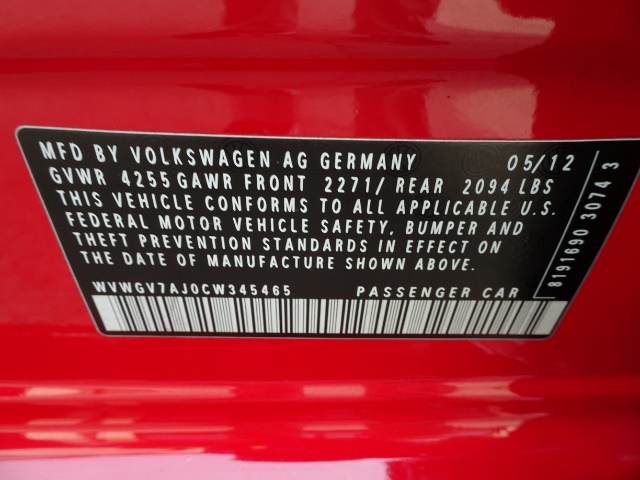 MFD BY VOLKSWAGEN AG GERMANY 05/12
GVWR 4255 GAWR FRONT 2271/ REAR 2094 LBS
THIS VEHICLE CONFORMS TO ALL APPLICABLE U.S.
FEDERAL MOTOR VEHICLE SAFETY, BUMPER AND
THEFT PREVENTION STANDARDS IN EFFECT ON
THE DATE OF MANUFACTURE SHOWN ABOVE.
WVWGV7AJ0CW345465 PASSENGER CAR
8191690 3074 3